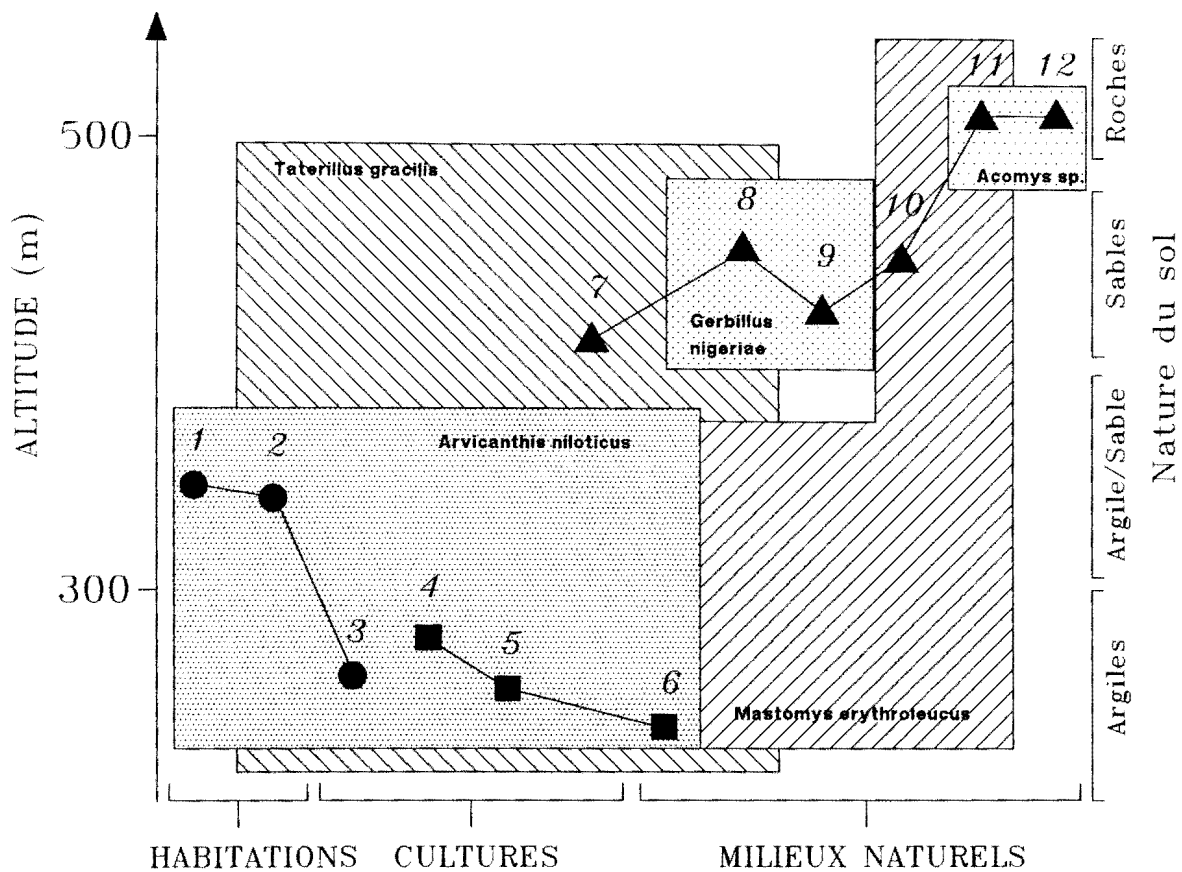 11 12
500
Taterillus gracilis
Acomys sp.
8
10
9
7
Gerbillus
nigeriae
1
2
Arvicanthis niloticus
300
4
3
5
6
Mastomys erythroleucus
ALTITUDE (m)
Roches
Sables
Argile/Sable
Argiles
Nature du sol
HABITATIONS CULTURES MILIEUX NATURELS